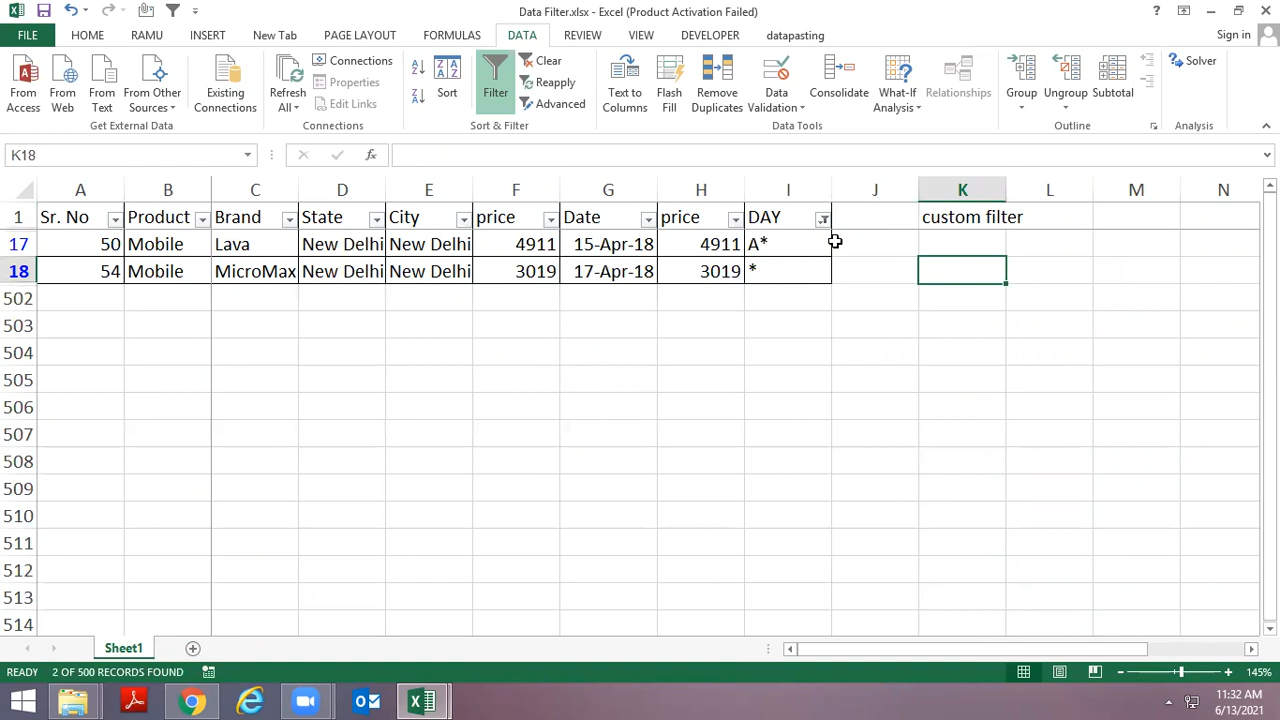 Data Filter.xlsx - Excel (Product Activation Failed)
FILE HOME RAMU INSERT New Tab PAGE LAYOUT FORMULAS DATA REVIEW VIEW DEVELOPER datapasting Sign in
From Access
From Web
From Text
From Other Sources
Existing Connections
Get External Data
Refresh All
Connections
Properties
Edit Links
Connections
Sort
Filter
Clear
Reapply
Advanced
Sort & Filter
Text to Columns
Flash Fill
Remove Duplicates
Data Validation
Consolidate
What-If Analysis
Relationships
Data Tools
Group
Ungroup
Subtotal
Outline
Solver
Analysis
K18
fx
A B C D E F G H I J K L M N
1 Sr. No Product Brand State City price Date price DAY custom filter
17 50 Mobile Lava New Delhi New Delhi 4911 15-Apr-18 4911 A*
18 54 Mobile MicroMax New Delhi New Delhi 3019 17-Apr-18 3019 *
502
503
504
505
506
507
508
509
510
511
512
513
514
Sheet1
READY 2 OF 500 RECORDS FOUND 145%
11:32 AM
6/13/2021